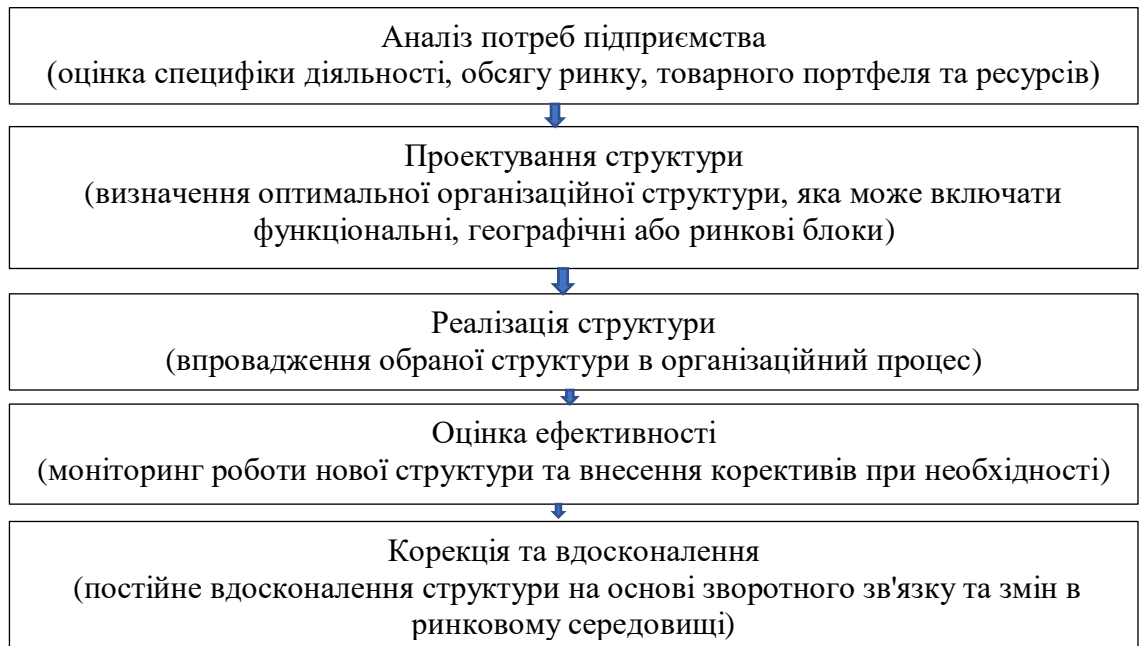 Аналіз потреб підприємства
(оцінка специфіки діяльності, обсягу ринку, товарного портфеля та ресурсів)
Проектування структури
(визначення оптимальної організаційної структури, яка може включати
функціональні, географічні або ринкові блоки)
Реалізація структури
(впровадження обраної структури в організаційний процес)
Оцінка ефективності
(моніторинг роботи нової структури та внесення корективів при необхідності)
Корекція та вдосконалення
(постійне вдосконалення структури на основі зворотного зв'язку та змін в
ринковому середовищі)